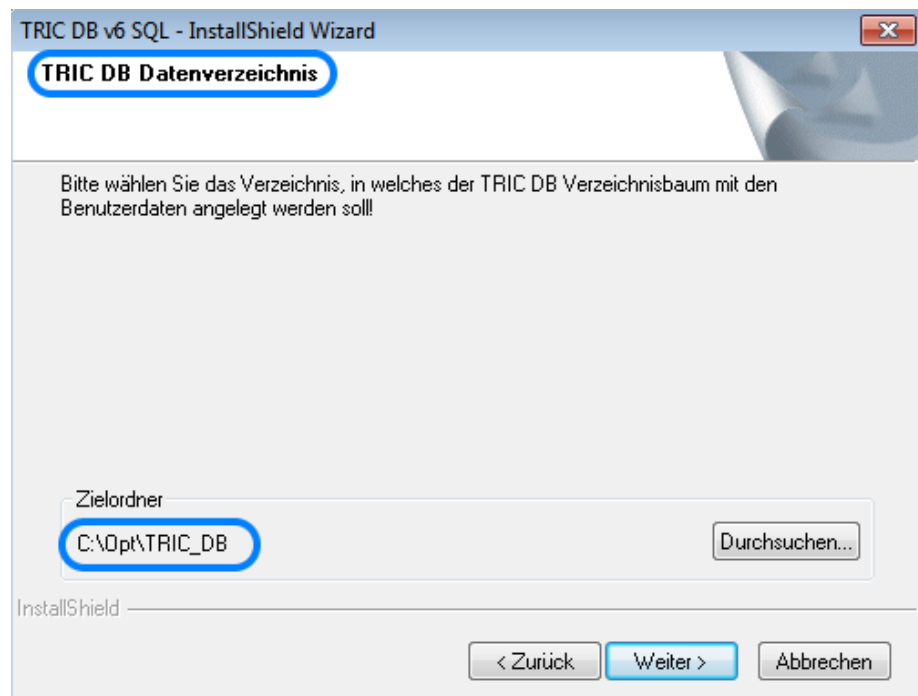 TRIC DB v6 SQL - InstallShield Wizard
TRIC DB Datenverzeichnis
Bitte wählen Sie das Verzeichnis, in welches der TRIC DB Verzeichnisbaum mit den
Benutzerdaten angelegt werden soll!
Zielordner
C:\Opt\TRIC_DB
Durchsuchen...
InstallShield
< Zurück
Weiter >
Abbrechen